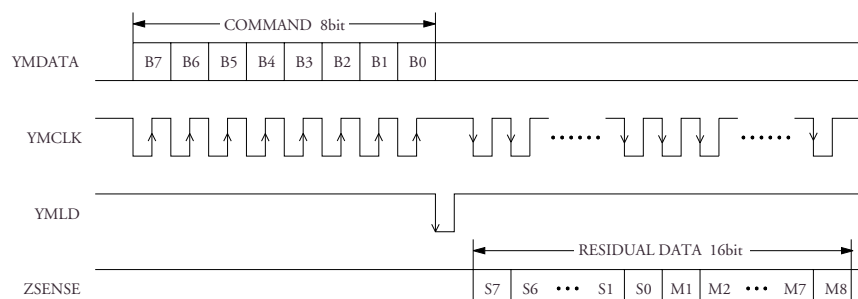 COMMAND 8bit
YMDATA B7 B6 B5 B4 B3 B2 B1 B0
YMCLK ...... ......
YMLD
RESIDUAL DATA 16bit
ZSENSE S7 S6 ... S1 S0 M1 M2 ... M7 M8